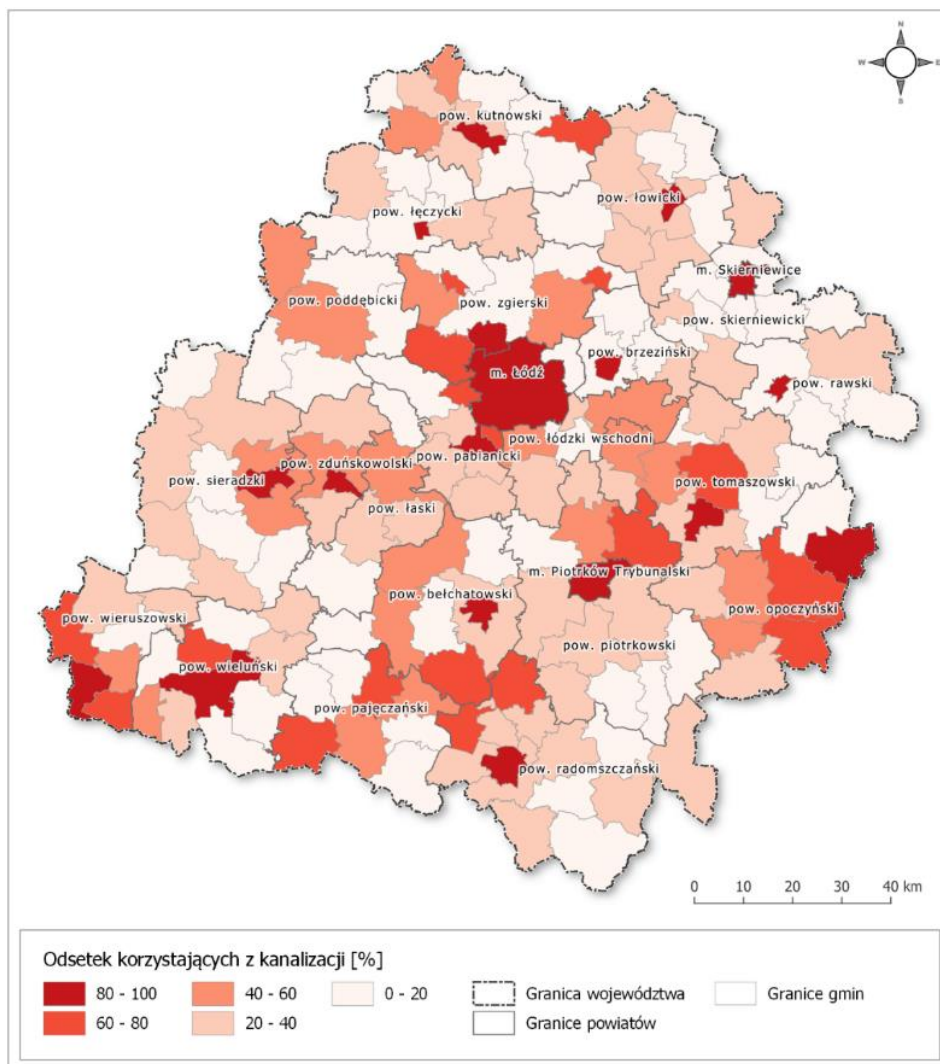 N
W E
S
pow. kutnowski
pow. łowicki
pow. łęczycki
m. Skierniewice
pow. poddębicki
pow. zgierski
pow. skierniewicki
pow. brzeziński
m. Łódź
pow. rawski
pow. łódzki wschodni
pow. pabianicki
pow. zduńskowolski
pow. sieradzki
pow. tomaszowski
pow. łaski
m. Piotrków Trybunalski
pow. bełchatowski
pow. opoczyński
pow. wieruszowski
pow. piotrkowski
pow. wieluński
pow. pajęczański
pow. radomszczański
0 10 20 30 40 km
Odsetek korzystających z kanalizacji [%]
80 - 100 40 - 60 0 - 20 Granica województwa Granice gmin
60 - 80 20 - 40 Granice powiatów